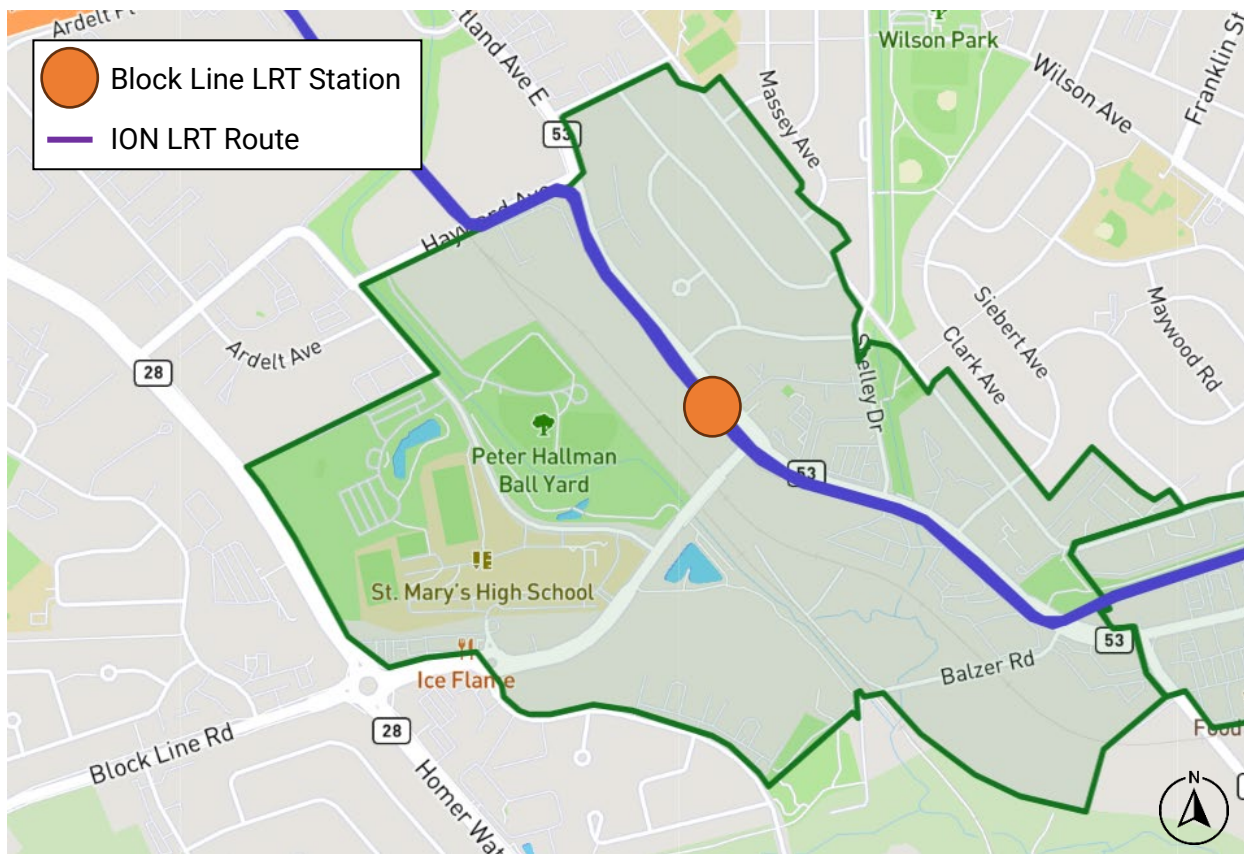 Ardelt Pl
tland Ave E
Wilson Park
Franklin St
Block Line LRT Station
ION LRT Route
Wilson Ave
Massey Ave
53
Hayward Ave
Siebert Ave
Maywood Rd
Ardelt Ave
28
Clark Ave
Shelley Dr
Peter Hallman
Ball Yard
53
St. Mary's High School
53
Balzer Rd
Ice Flame
Food
28
Block Line Rd
Homer Wat
N